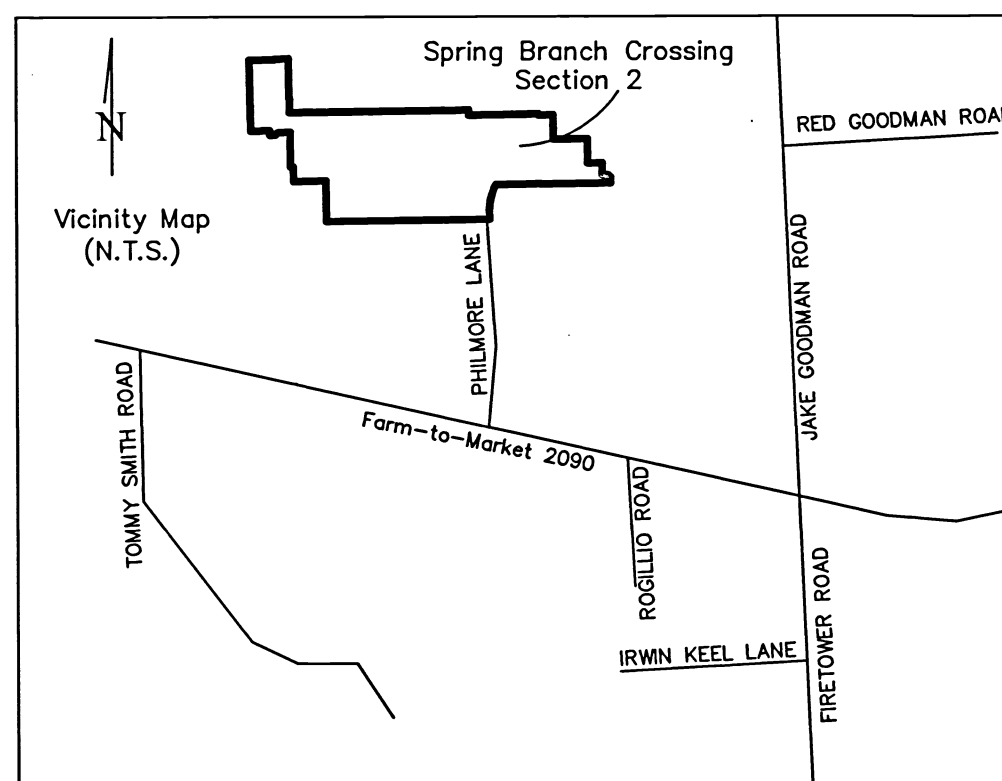 Spring Branch Crossing
Section 2
N
RED GOODMAN ROAD
Vicinity Map
(N.T.S.)
PHILMORE LANE
JAKE GOODMAN ROAD
TOMMY SMITH ROAD
Farm-to-Market 2090
ROGILLIO ROAD
FIRETOWER ROAD
IRWIN KEEL LANE